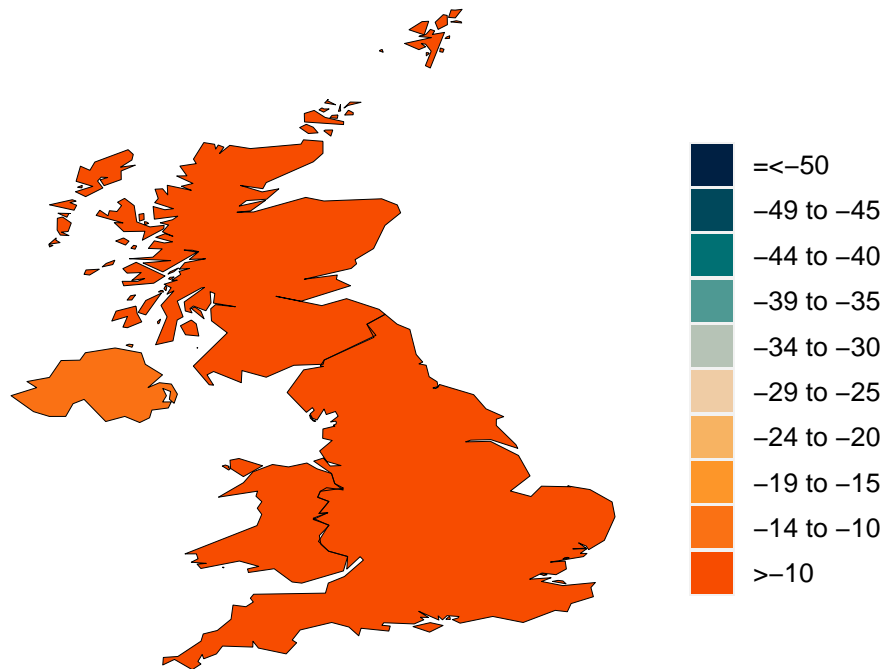 =<−50
−49 to −45
−44 to −40
−39 to −35
−34 to −30
−29 to −25
−24 to −20
−19 to −15
−14 to −10
>−10